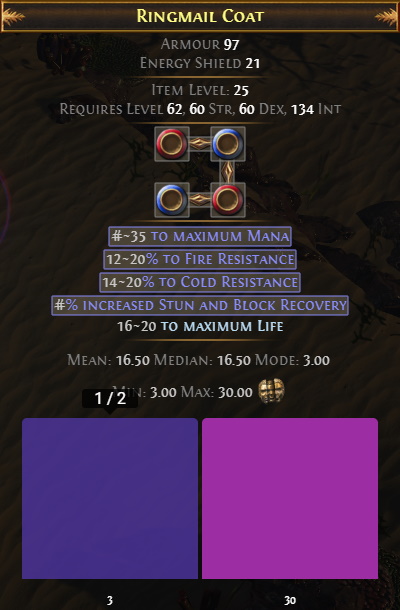 Ringmail Coat
Armour 97
Energy Shield 21
Item Level: 25
Requires Level 62, 60 Str, 60 Dex, 134 Int
#~35 to maximum Mana
12~20% to Fire Resistance
14~20% to Cold Resistance
#% increased Stun and Block Recovery
16~20 to maximum Life
Mean: 16.50 Median: 16.50 Mode: 3.00
Min: 3.00 Max: 30.00
1 / 2
3
30